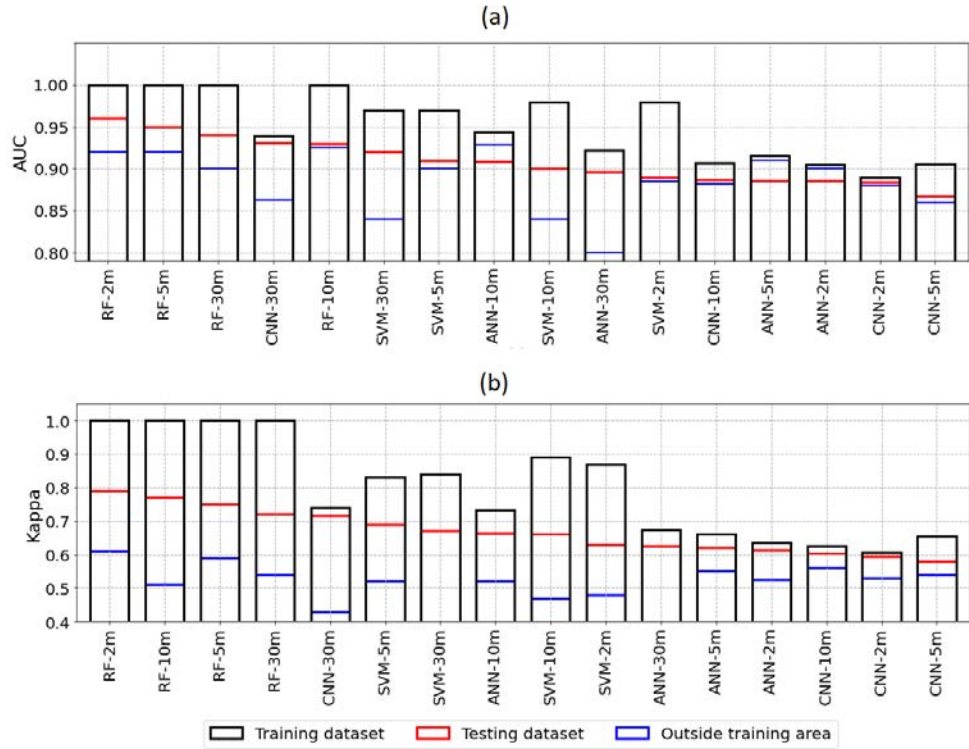 (a)
AUC
1.00
0.95
0.90
0.85
0.80
RF-2m
RF-5m
RF-30m
CNN-30m
RF-10m
SVM-30m
SVM-5m
ANN-10m
SVM-10m
ANN-30m
SVM-2m
CNN-10m
ANN-5m
ANN-2m
CNN-2m
CNN-5m
(b)
Kappa
1.0
0.9
0.8
0.7
0.6
0.5
0.4
RF-2m
RF-10m
RF-5m
RF-30m
CNN-30m
SVM-5m
SVM-30m
ANN-10m
SVM-10m
SVM-2m
ANN-30m
ANN-5m
ANN-2m
CNN-10m
CNN-2m
CNN-5m
Training dataset Testing dataset Outside training area